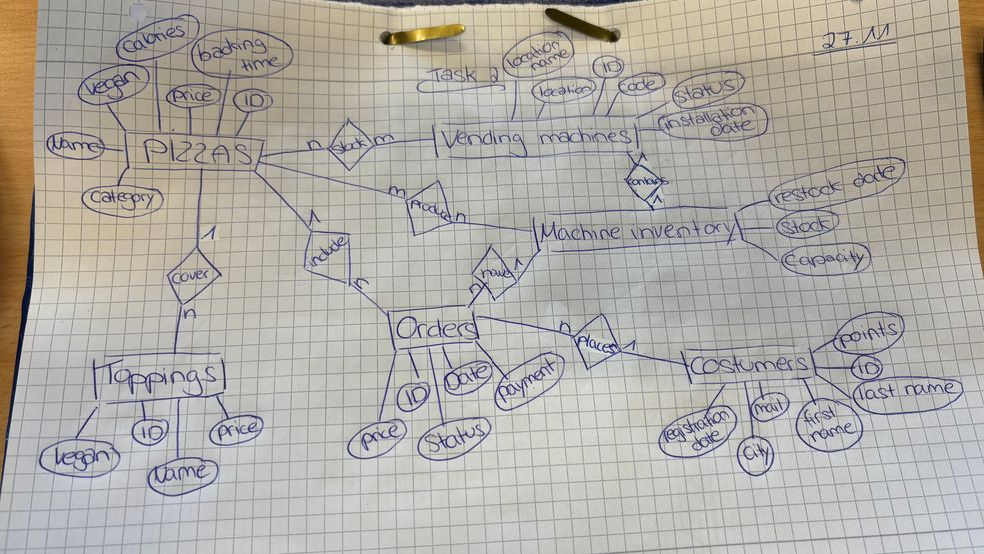 27.11
Task 2
Calories
backing
time
vegan
price
ID
Name
category
PIZZAS
location
name
location
ID
code
status
installation
date
Vending machines
n
Stock
m
1
contains
1
m
Produce
n
Machine inventory
restock date
stock
capacity
1
include
n
1
cover
n
n
have
1
Orders
n
places
1
price
ID
Status
Date
payment
Toppings
vegan
ID
Name
price
Costumers
points
ID
last name
first
name
mail
city
registration
date